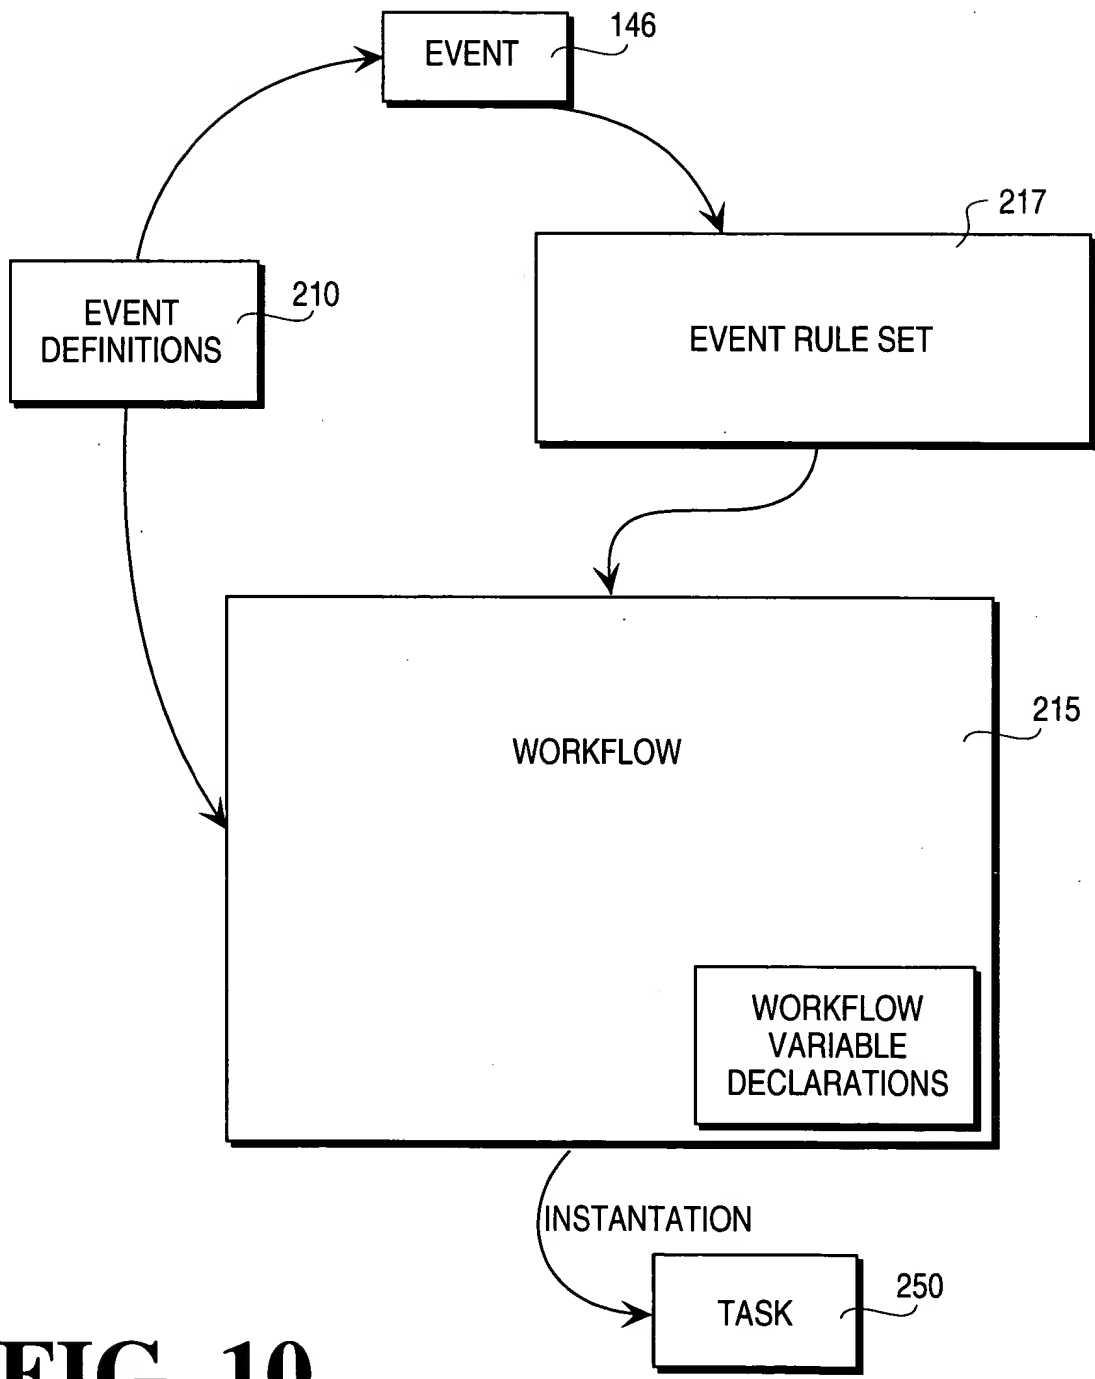 EVENT
146
217
EVENT RULE SET
210
EVENT
DEFINITIONS
215
WORKFLOW
WORKFLOW
VARIABLE
DECLARATIONS
INSTANTATION
250
TASK
FIG. 10